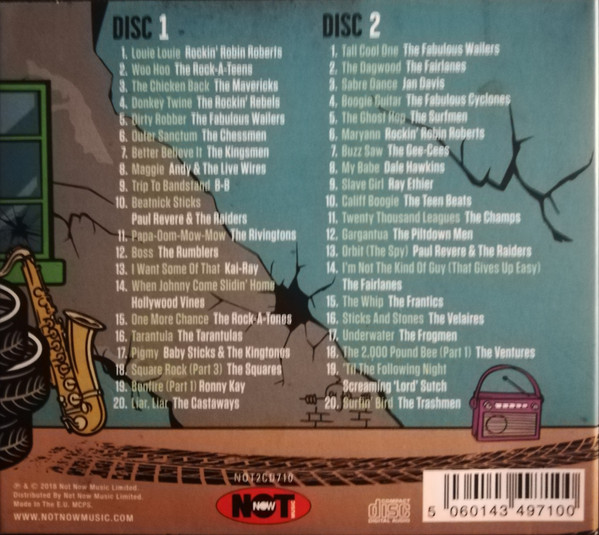 DISC 1
1. Louie Louie Rockin' Robin Roberts
2. Woo Hoo The Rock-A-Teens
3. The Chicken Back The Mavericks
4. Donkey Twine The Rockin' Rebels
5. Dirty Robber The Fabulous Wailers
6. Outer Sanctum The Chessmen
7. Better Believe It The Kingsmen
8. Maggie Andy & The Live Wires
9. Trip To Bandstand B-B
10. Beatnick Sticks
Paul Revere & The Raiders
11. Papa-Oom-Mow-Mow The Rivingtons
12. Boss The Rumblers
13. I Want Some Of That Kai-Ray
14. When Johnny Come Slidin' Home
Hollywood Vines
15. One More Chance The Rock-A-Tones
16. Tarantula The Tarantulas
17. Pigmy Baby Sticks & The Kingtones
18. Square Rock (Part 3) The Squares
19. Bonfire (Part 1) Ronny Kay
20. Liar, Liar The Castaways
DISC 2
1. Tall Cool One The Fabulous Wailers
2. The Dagwood The Fairlanes
3. Sabre Dance Jan Davis
4. Boogie Guitar The Fabulous Cyclones
5. The Ghost Hop The Surfmen
6. Maryann Rockin' Robin Roberts
7. Buzz Saw The Gee-Cees
8. My Babe Dale Hawkins
9. Slave Girl Ray Ethier
10. Califf Boogie The Teen Beats
11. Twenty Thousand Leagues The Champs
12. Gargantua The Piltdown Men
13. Orbit (The Spy) Paul Revere & The Raiders
14. I'm Not The Kind Of Guy (That Gives Up Easy)
The Fairlanes
15. The Whip The Frantics
16. Sticks And Stones The Velaires
17. Underwater The Frogmen
18. The 2,000 Pound Bee (Part 1) The Ventures
19. 'Til The Following Night
Screaming 'Lord' Sutch
20. Surfin' Bird The Trashmen
℗ & © 2018 Not Now Music Limited.
Distributed By Not Now Music Limited.
Made In The E.U. MCPS.
WWW.NOTNOWMUSIC.COM
NOT2CD710
NOT NOW MUSIC
COMPACT
disc
DIGITAL AUDIO
5 060143 497100